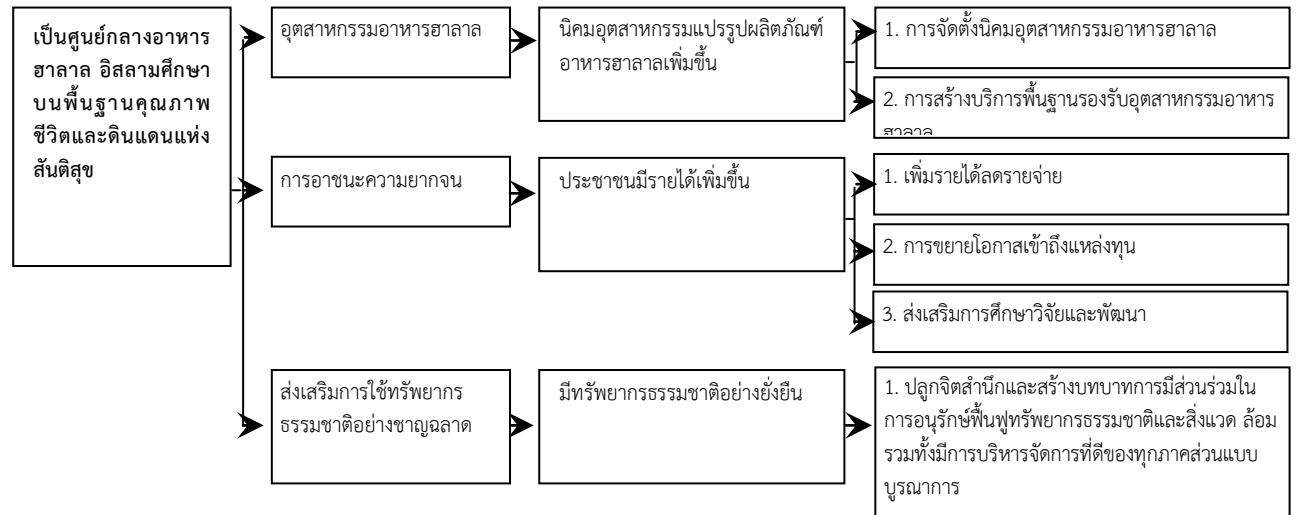 เป็นศูนย์กลางอาหาร
ฮาลาล อิสลามศึกษา
บนพื้นฐานคุณภาพ
ชีวิตและดินแดนแห่ง
สันติสุข
อุตสาหกรรมอาหารฮาลาล
นิคมอุตสาหกรรมแปรรูปผลิตภัณฑ์
อาหารฮาลาลเพิ่มขึ้น
1. การจัดตั้งนิคมอุตสาหกรรมอาหารฮาลาล
2. การสร้างบริการพื้นฐานรองรับอุตสาหกรรมอาหาร
ฮาลาล
การอาชนะความยากจน
ประชาชนมีรายได้เพิ่มขึ้น
1. เพิ่มรายได้ลดรายจ่าย
2. การขยายโอกาสเข้าถึงแหล่งทุน
3. ส่งเสริมการศึกษาวิจัยและพัฒนา
ส่งเสริมการใช้ทรัพยากร
ธรรมชาติอย่างชาญฉลาด
มีทรัพยากรธรรมชาติอย่างยั่งยืน
1. ปลูกจิตสำนึกและสร้างบทบาทการมีส่วนร่วมใน
การอนุรักษ์ฟื้นฟูทรัพยากรธรรมชาติและสิ่งแวด ล้อม
รวมทั้งมีการบริหารจัดการที่ดีของทุกภาคส่วนแบบ
บูรณาการ